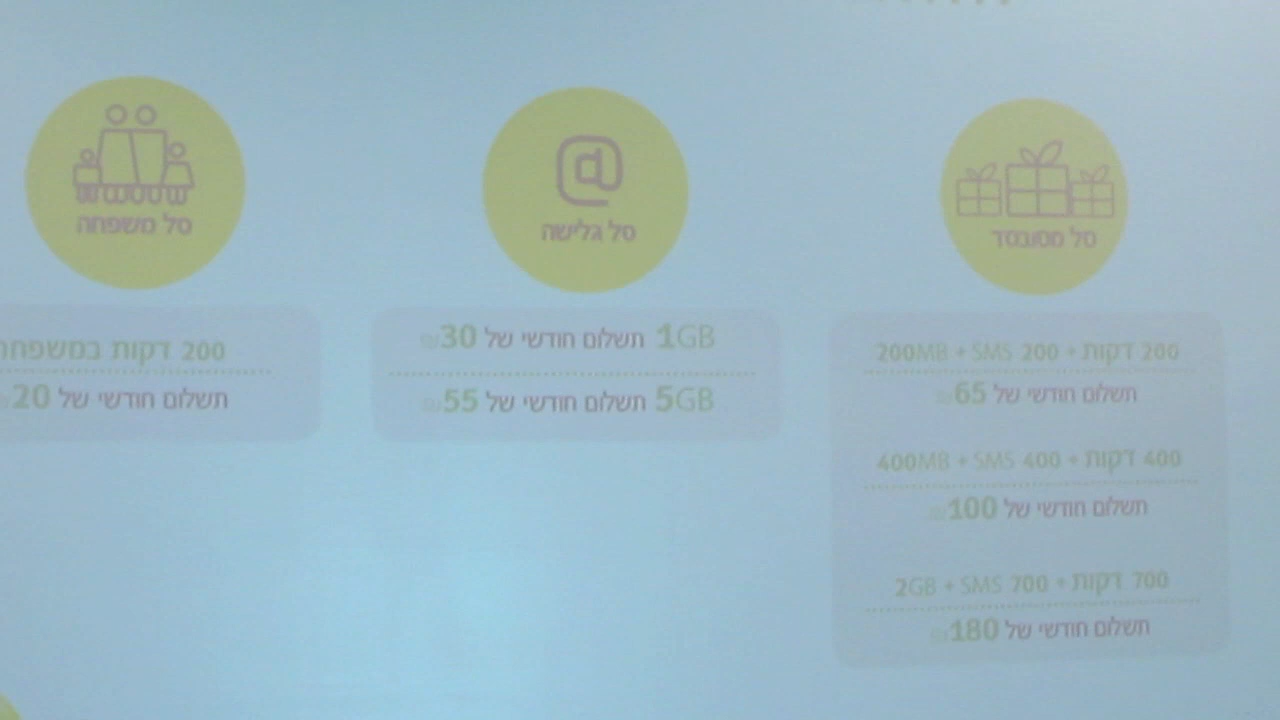 סל מסובסד
200 דקות + 200 SMS + 200MB
תשלום חודשי של 65₪
400 דקות + 400 SMS + 400MB
תשלום חודשי של 100₪
700 דקות + 700 SMS + 2GB
תשלום חודשי של 180₪
סל גלישה
1GB תשלום חודשי של 30₪
5GB תשלום חודשי של 55₪
סל משפחה
200 דקות במשפחה
תשלום חודשי של 20₪